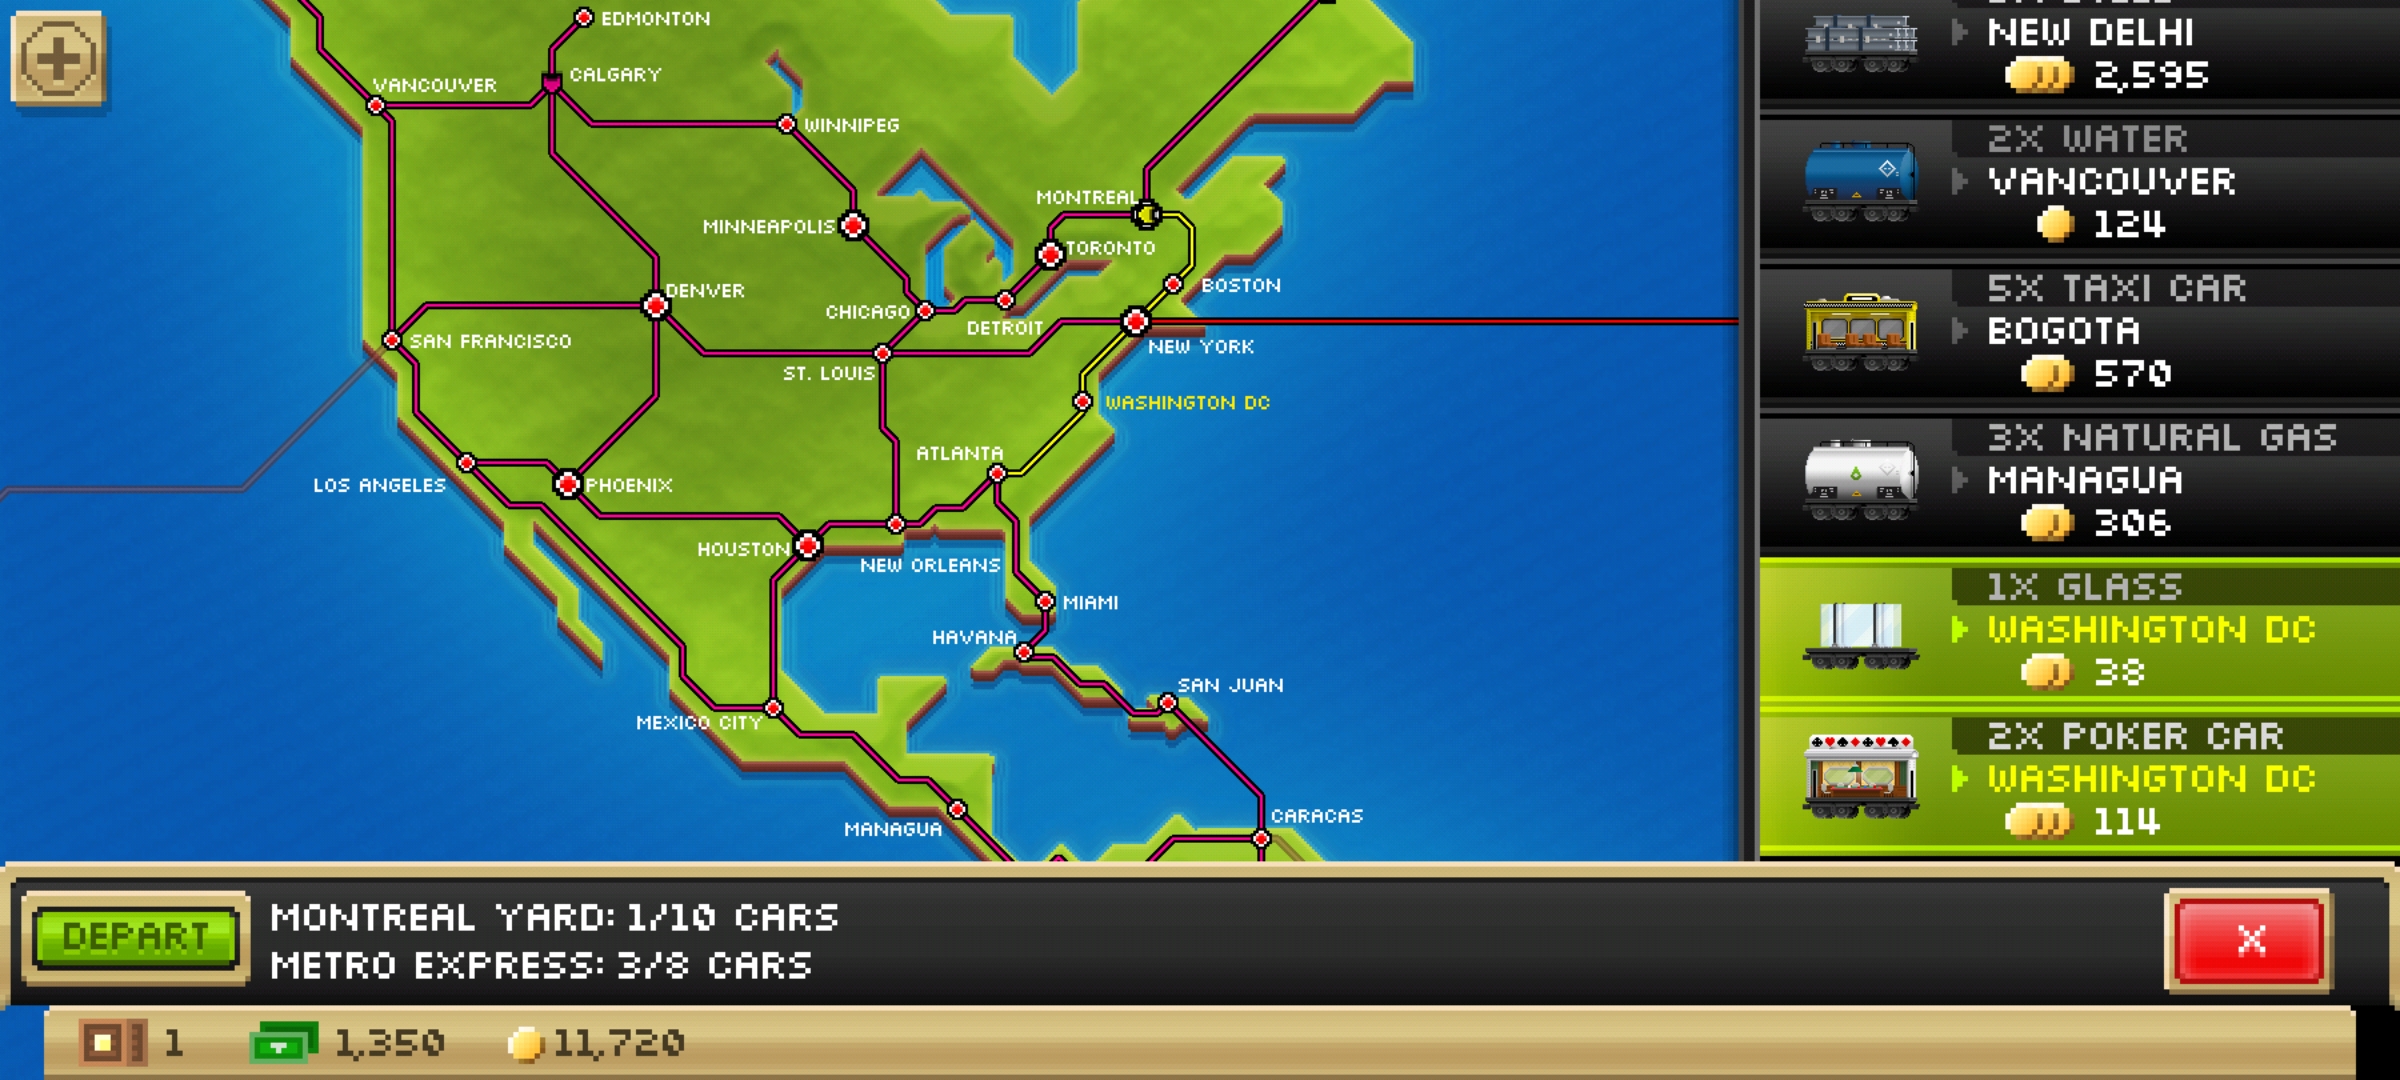 EDMONTON
CALGARY
VANCOUVER
WINNIPEG
MONTREAL
MINNEAPOLIS
TORONTO
BOSTON
DENVER
CHICAGO
DETROIT
SAN FRANCISCO
NEW YORK
ST. LOUIS
WASHINGTON DC
ATLANTA
LOS ANGELES
PHOENIX
HOUSTON
NEW ORLEANS
MIAMI
HAVANA
SAN JUAN
MEXICO CITY
CARACAS
MANAGUA
NEW DELHI
2,595
2X WATER
VANCOUVER
124
5X TAXI CAR
BOGOTA
570
3X NATURAL GAS
MANAGUA
306
1X GLASS
WASHINGTON DC
38
2X POKER CAR
WASHINGTON DC
114
DEPART
MONTREAL YARD: 1/10 CARS
METRO EXPRESS: 3/8 CARS
X
1
1,350
11,720